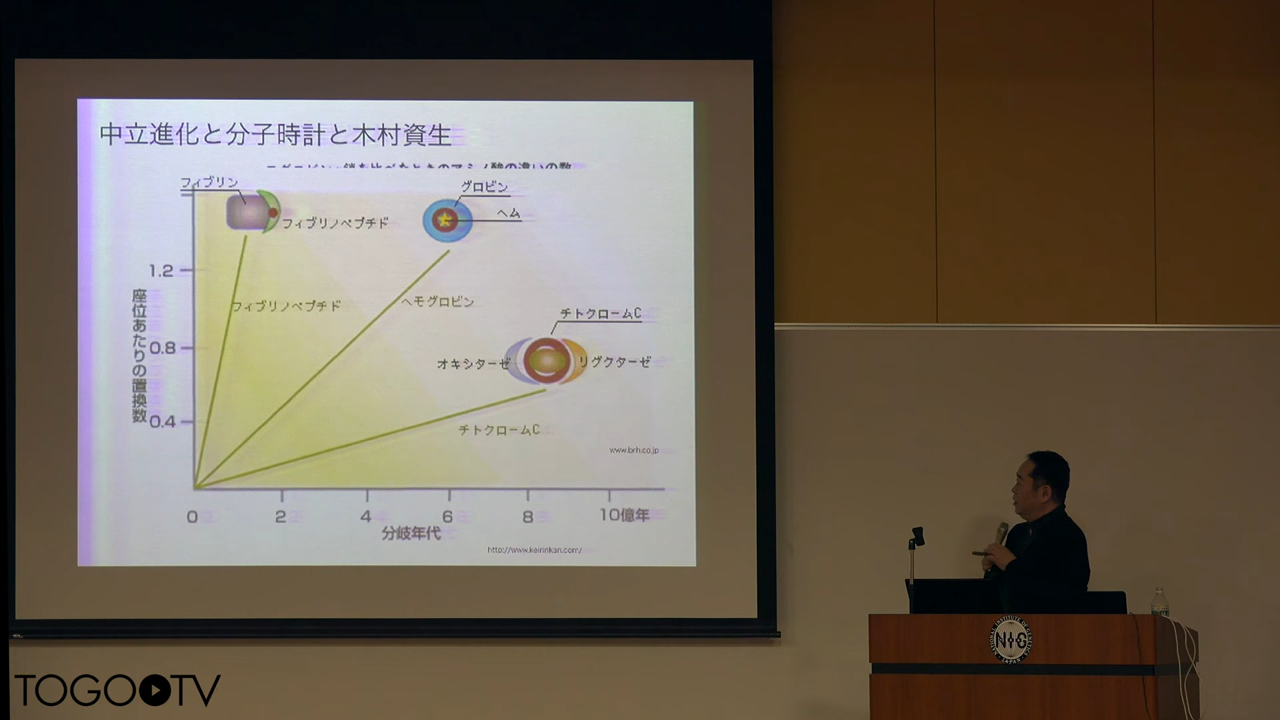 中立進化と分子時計と木村資生
フィブリン
グロビン
ヘム
フィブリノペプチド
1.2
フィブリノペプチド
ヘモグロビン
チトクロームC
座位あたりの置換数
0.8
オキシターゼ
リグクターゼ
0.4
チトクロームC
www.brh.co.jp
0 2 4 6 8 10億年
分岐年代
http://www.keirinkan.com/
NIG
TOGO TV